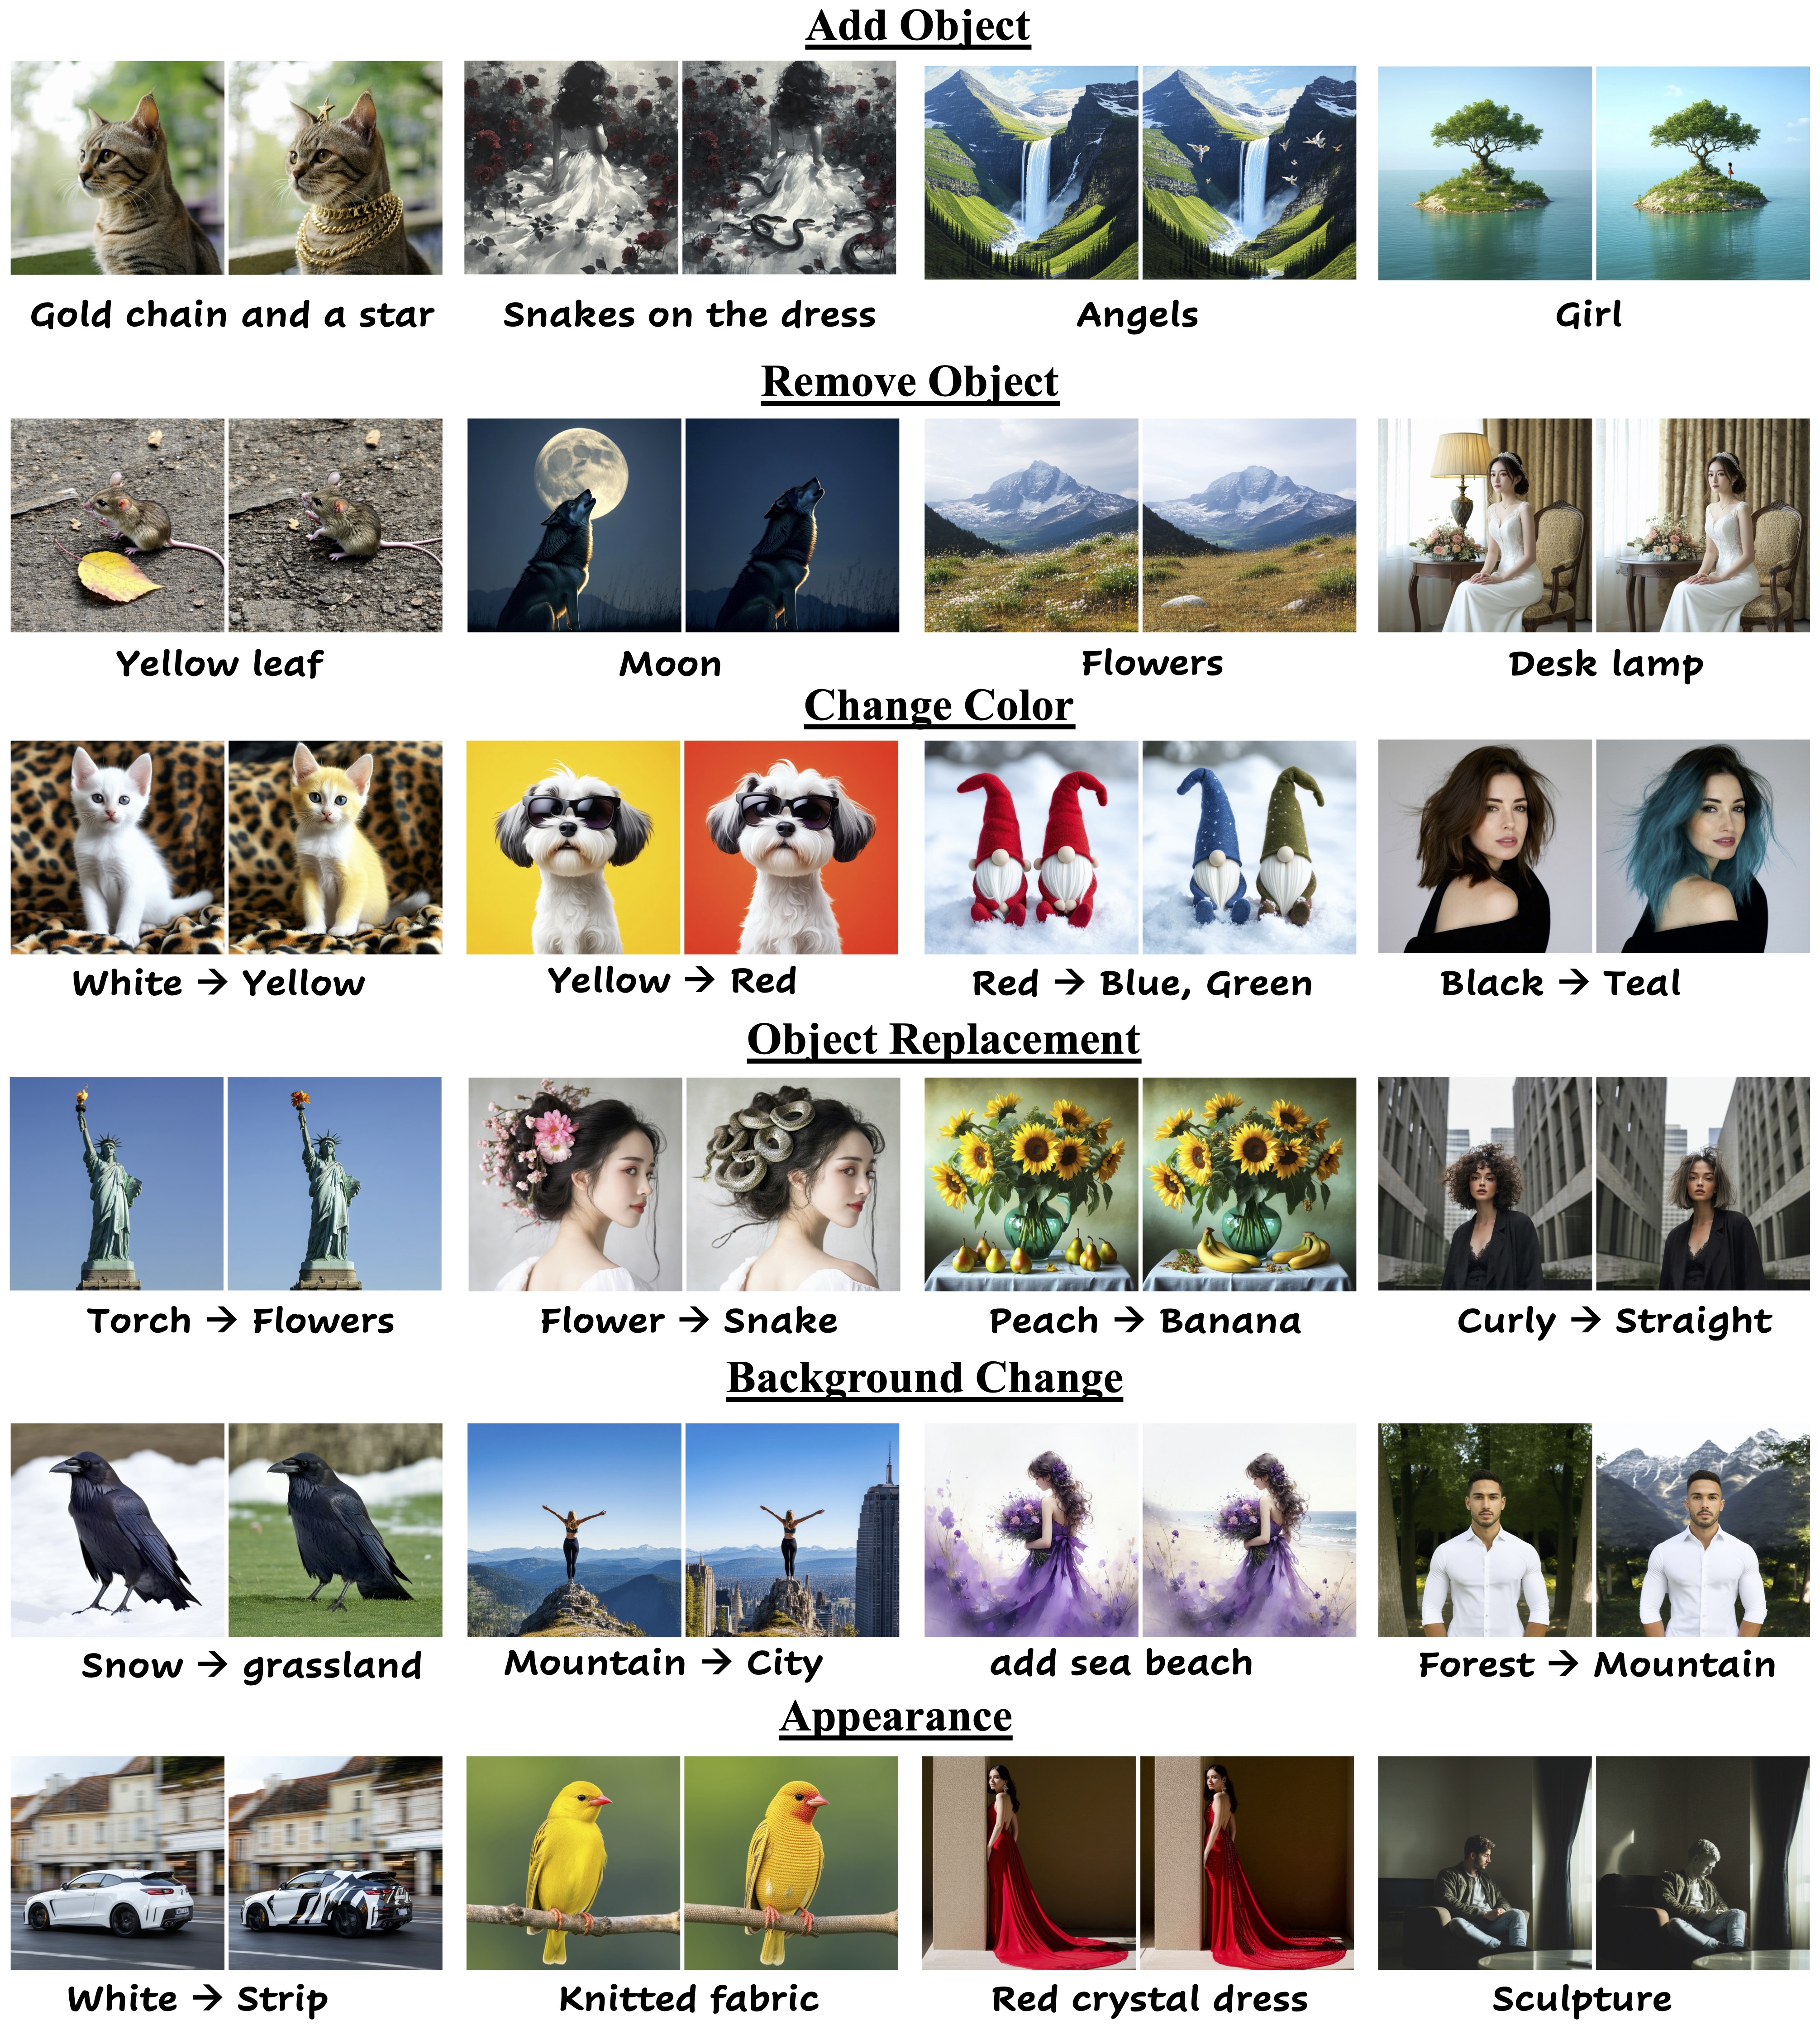 Add Object
Gold chain and a star
Snakes on the dress
Angels
Girl
Remove Object
Yellow leaf
Moon
Flowers
Desk lamp
Change Color
White → Yellow
Yellow → Red
Red → Blue, Green
Black → Teal
Object Replacement
Torch → Flowers
Flower → Snake
Peach → Banana
Curly → Straight
Background Change
Snow → grassland
Mountain → City
add sea beach
Forest → Mountain
Appearance
White → Strip
Knitted fabric
Red crystal dress
Sculpture